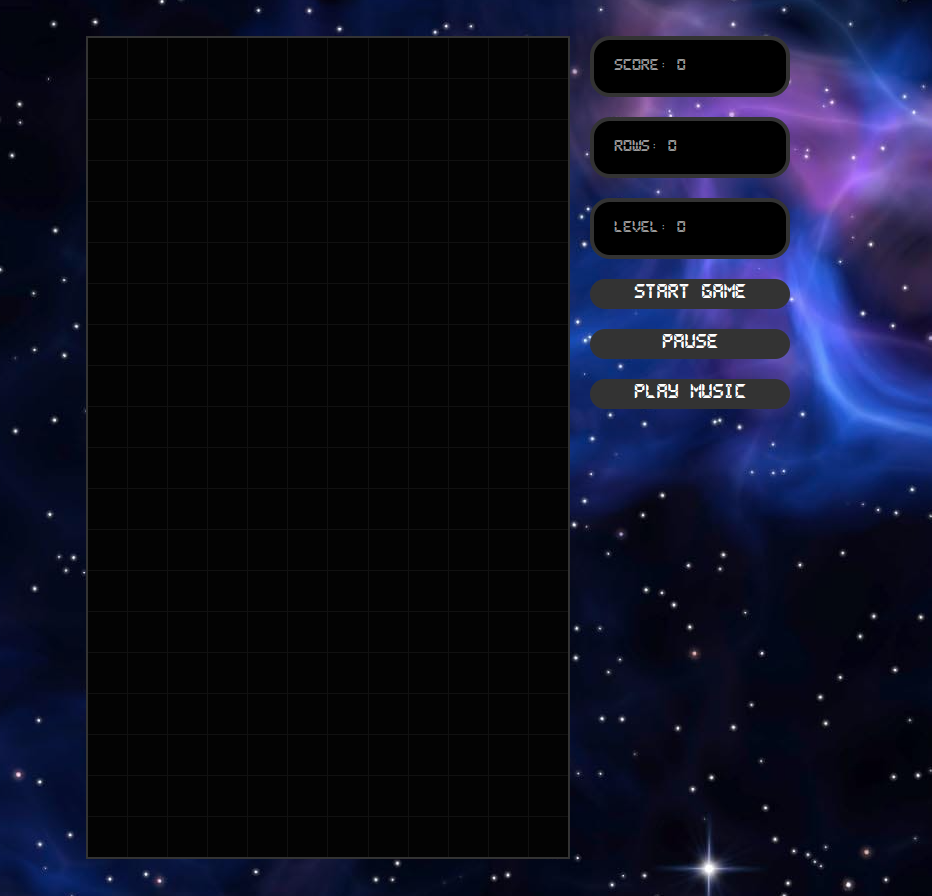 SCORE: 0
ROWS: 0
LEVEL: 0
START GAME
PAUSE
PLAY MUSIC